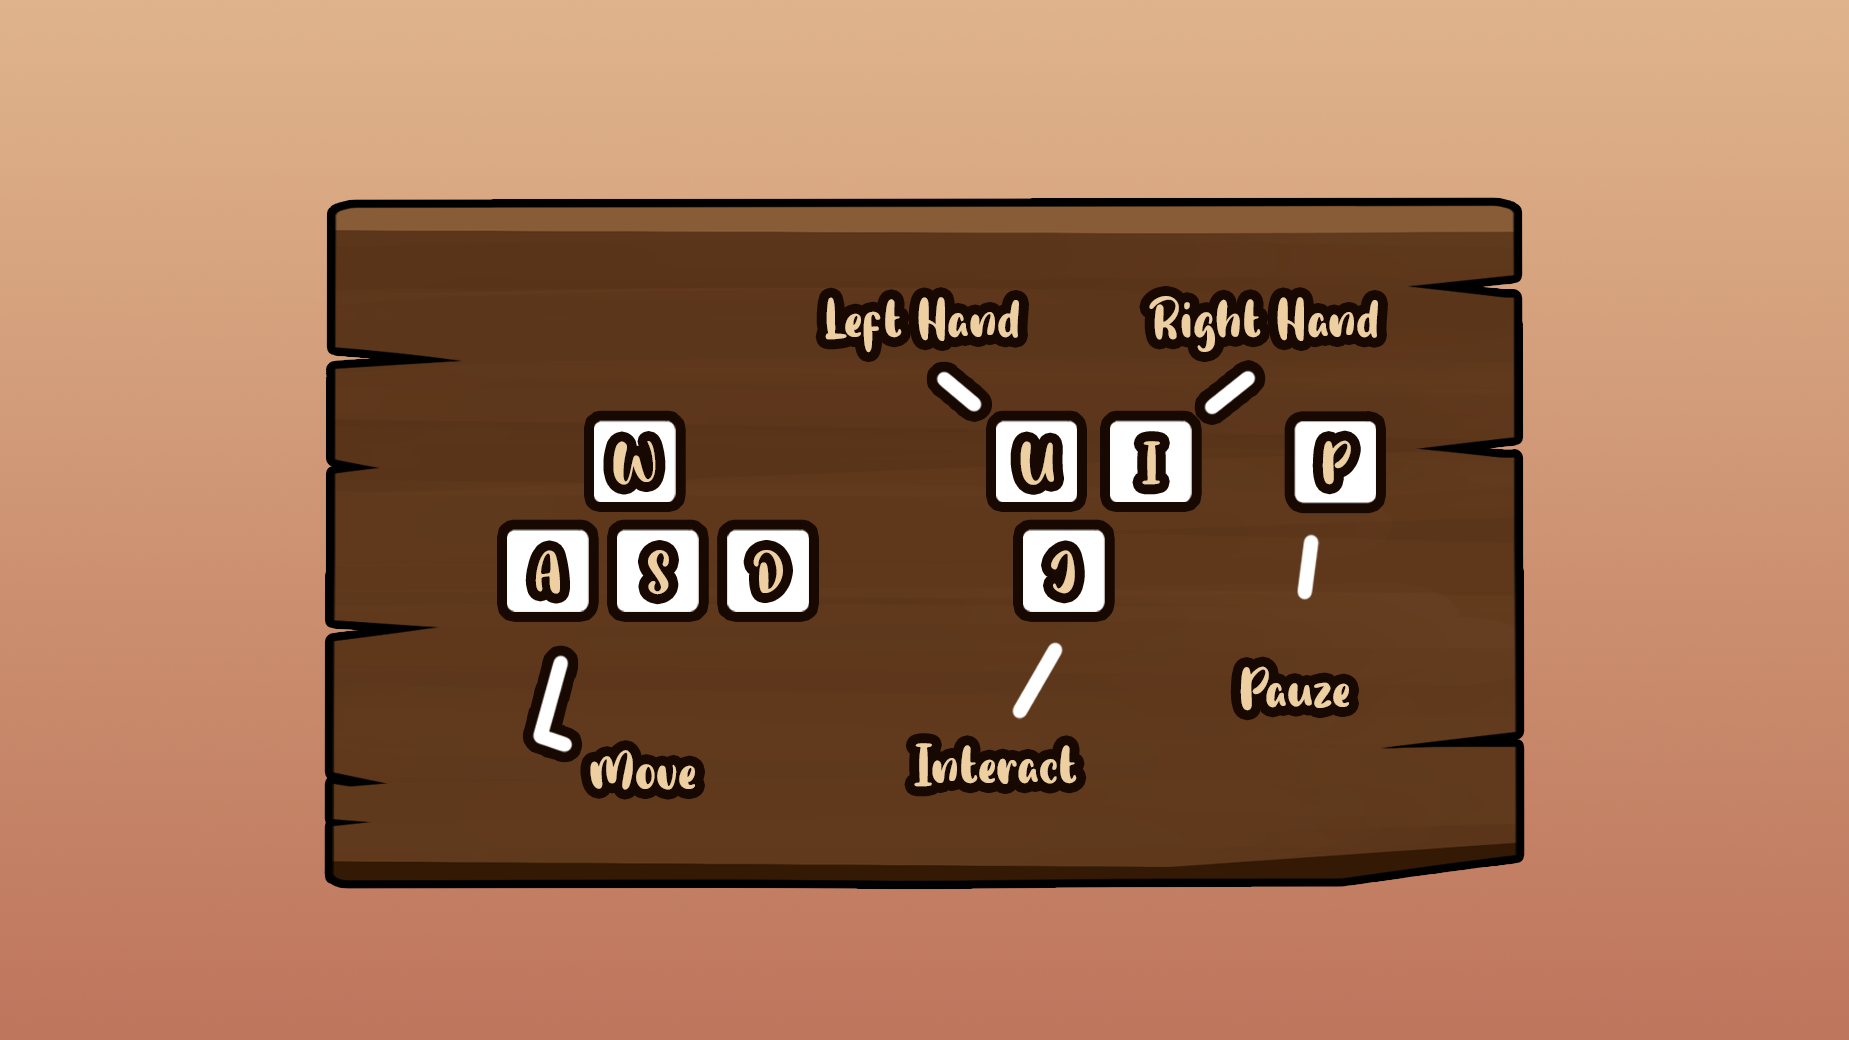 Left Hand Right Hand
W U I P
A S D J
Pauze
Interact
Move